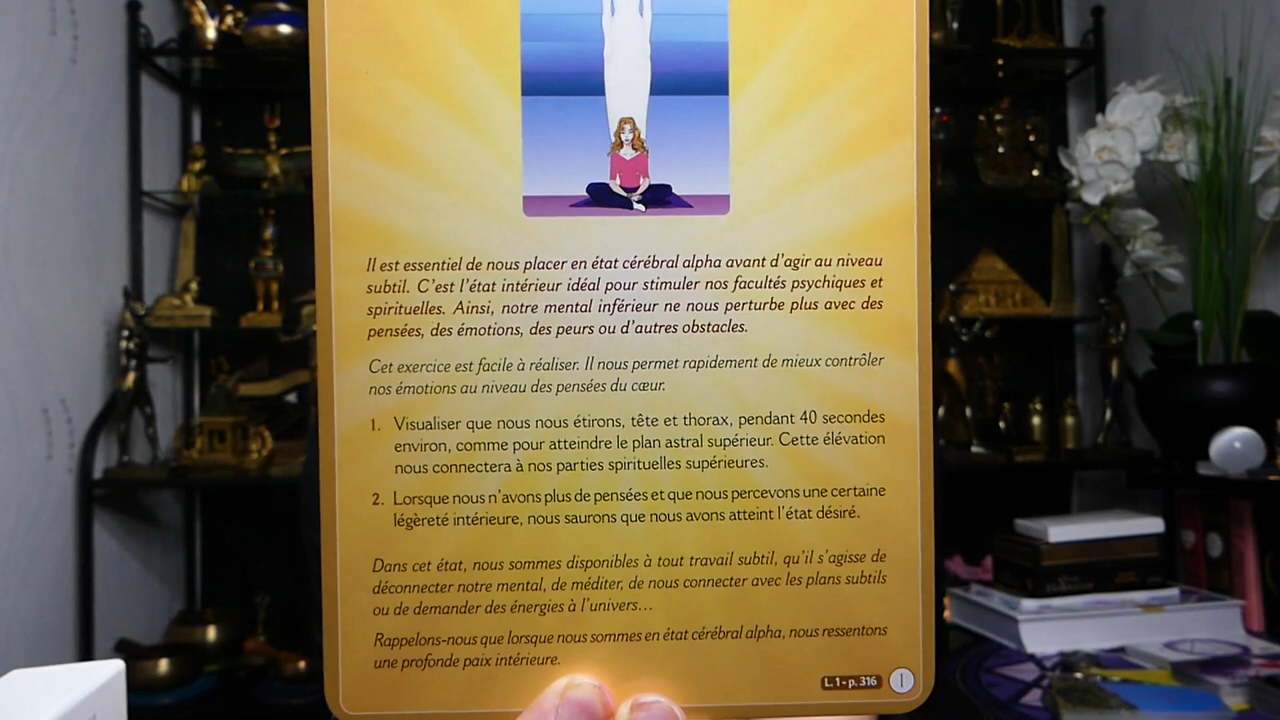 Il est essentiel de nous placer en état cérébral alpha avant d'agir au niveau
subtil. C'est l'état intérieur idéal pour stimuler nos facultés psychiques et
spirituelles. Ainsi, notre mental inférieur ne nous perturbe plus avec des
pensées, des émotions, des peurs ou d'autres obstacles.
Cet exercice est facile à réaliser. Il nous permet rapidement de mieux contrôler
nos émotions au niveau des pensées du cœur.
1. Visualiser que nous nous étirons, tête et thorax, pendant 40 secondes
environ, comme pour atteindre le plan astral supérieur. Cette élévation
nous connectera à nos parties spirituelles supérieures.
2. Lorsque nous n'avons plus de pensées et que nous percevons une certaine
légèreté intérieure, nous saurons que nous avons atteint l'état désiré.
Dans cet état, nous sommes disponibles à tout travail subtil, qu'il s'agisse de
déconnecter notre mental, de méditer, de nous connecter avec les plans subtils
ou de demander des énergies à l'univers...
Rappelons-nous que lorsque nous sommes en état cérébral alpha, nous ressentons
une profonde paix intérieure.
L.1 - p. 316 1